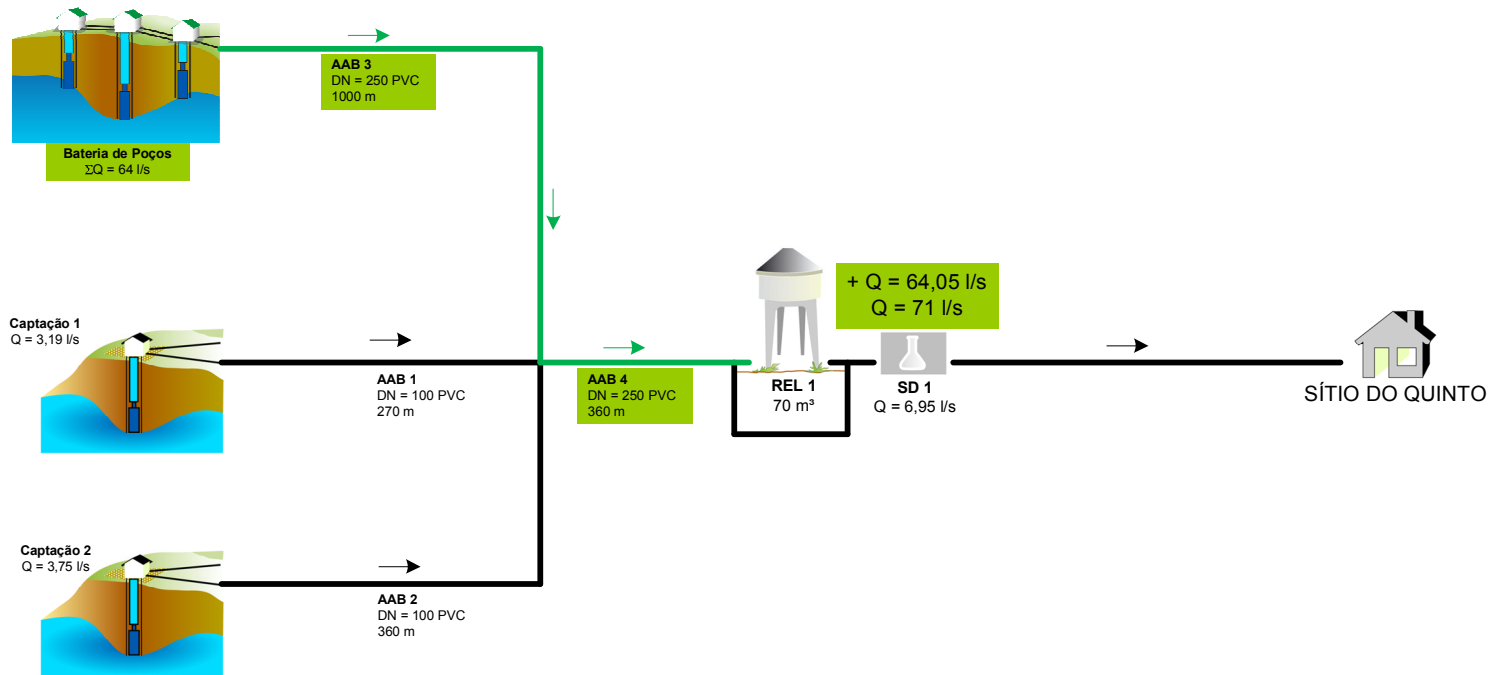 AAB 3
DN = 250 PVC
1000 m
Bateria de Poços
ΣQ = 64 l/s
+ Q = 64,05 l/s
Q = 71 l/s
Captação 1
Q = 3,19 l/s
AAB 1
DN = 100 PVC
270 m
AAB 4
DN = 250 PVC
360 m
REL 1
70 m³
SD 1
Q = 6,95 l/s
SÍTIO DO QUINTO
Captação 2
Q = 3,75 l/s
AAB 2
DN = 100 PVC
360 m